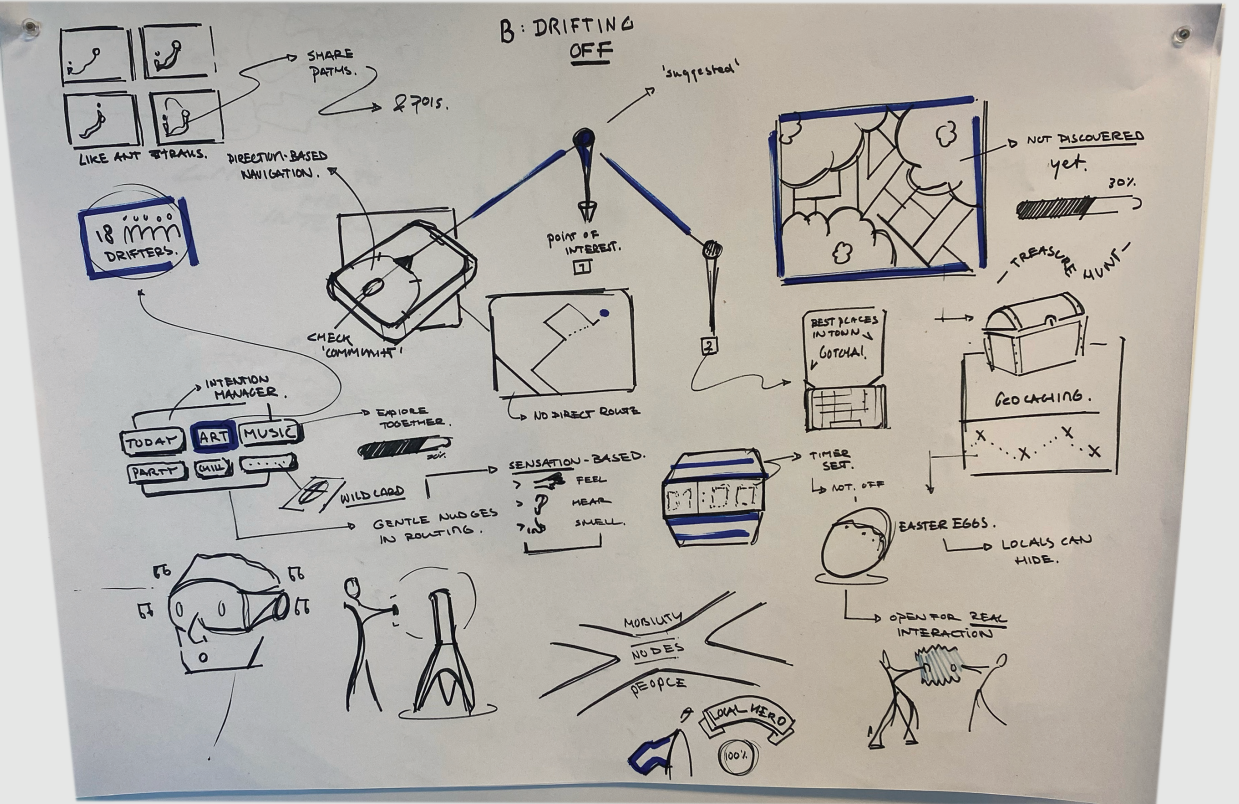 B: DRIFTING
OFF
SHARE
PATHS.
& POIS.
LIKE ANT TRAILS.
'suggested'
DIRECTION-BASED
NAVIGATION.
NOT DISCOVERED
yet.
30%
18
DRIFTERS.
POINT OF
INTEREST.
1
TREASURE HUNT
CHECK
'COMMUNITY'
BEST PLACES
IN TOWN
GOTCHA!
2
NO DIRECT ROUTE
GEOCACHING.
X X X X
INTENTION
MANAGER.
TODAY ART MUSIC
PARTY CHILL .....
EXPLORE
TOGETHER.
30%
WILDCARD
GENTLE NUDGES
IN ROUTING.
SENSATION-BASED.
> FEEL
> HEAR
> SMELL.
TIMER
SET.
NOT OFF
01:00
EASTER EGGS.
LOCALS CAN
HIDE.
OPEN FOR REAL
INTERACTION
MOBILITY
NODES
PEOPLE
LOCAL HERO
100%